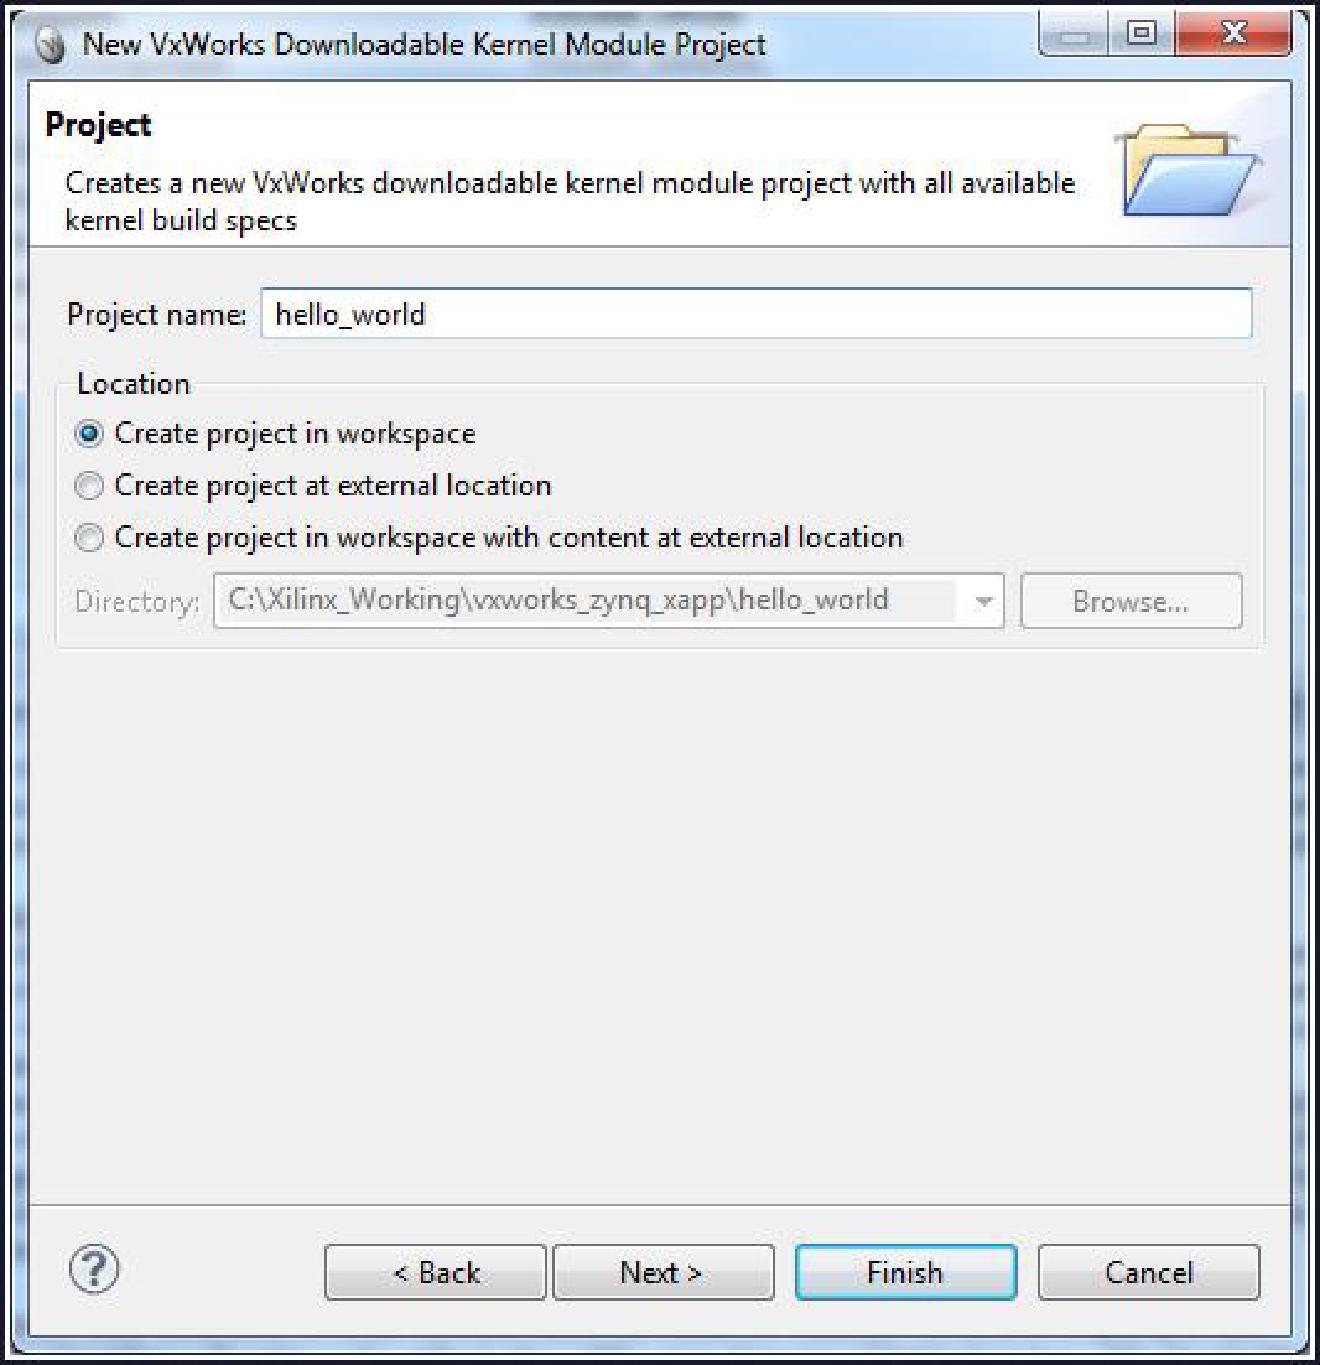 New VxWorks Downloadable Kernel Module Project
Project
Creates a new VxWorks downloadable kernel module project with all available
kernel build specs
Project name: hello_world
Location
Create project in workspace
Create project at external location
Create project in workspace with content at external location
Directory: C:\Xilinx_Working\vxworks_zynq_xapp\hello_world Browse...
? < Back Next > Finish Cancel